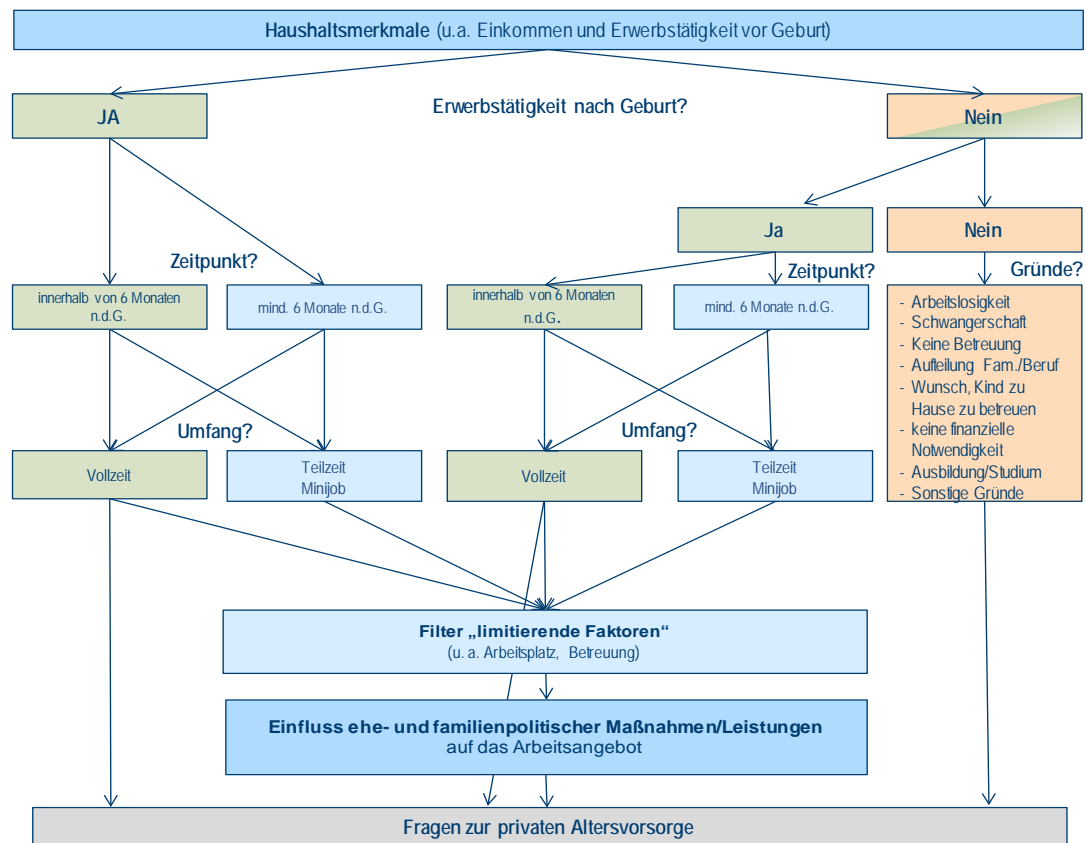 Haushaltsmerkmale (u.a. Einkommen und Erwerbstätigkeit vor Geburt)
JA
Erwerbstätigkeit nach Geburt?
Nein
Ja
Nein
Zeitpunkt?
Zeitpunkt?
Gründe?
innerhalb von 6 Monaten
n.d.G.
mind. 6 Monate n.d.G.
innerhalb von 6 Monaten
n.d.G.
mind. 6 Monate n.d.G.
- Arbeitslosigkeit
- Schwangerschaft
- Keine Betreuung
- Aufteilung Fam./Beruf
- Wunsch, Kind zu
Hause zu betreuen
- keine finanzielle
Notwendigkeit
- Ausbildung/Studium
- Sonstige Gründe
Umfang?
Umfang?
Vollzeit
Teilzeit
Minijob
Vollzeit
Teilzeit
Minijob
Filter „limitierende Faktoren“
(u. a. Arbeitsplatz, Betreuung)
Einfluss ehe- und familienpolitischer Maßnahmen/Leistungen
auf das Arbeitsangebot
Fragen zur privaten Altersvorsorge